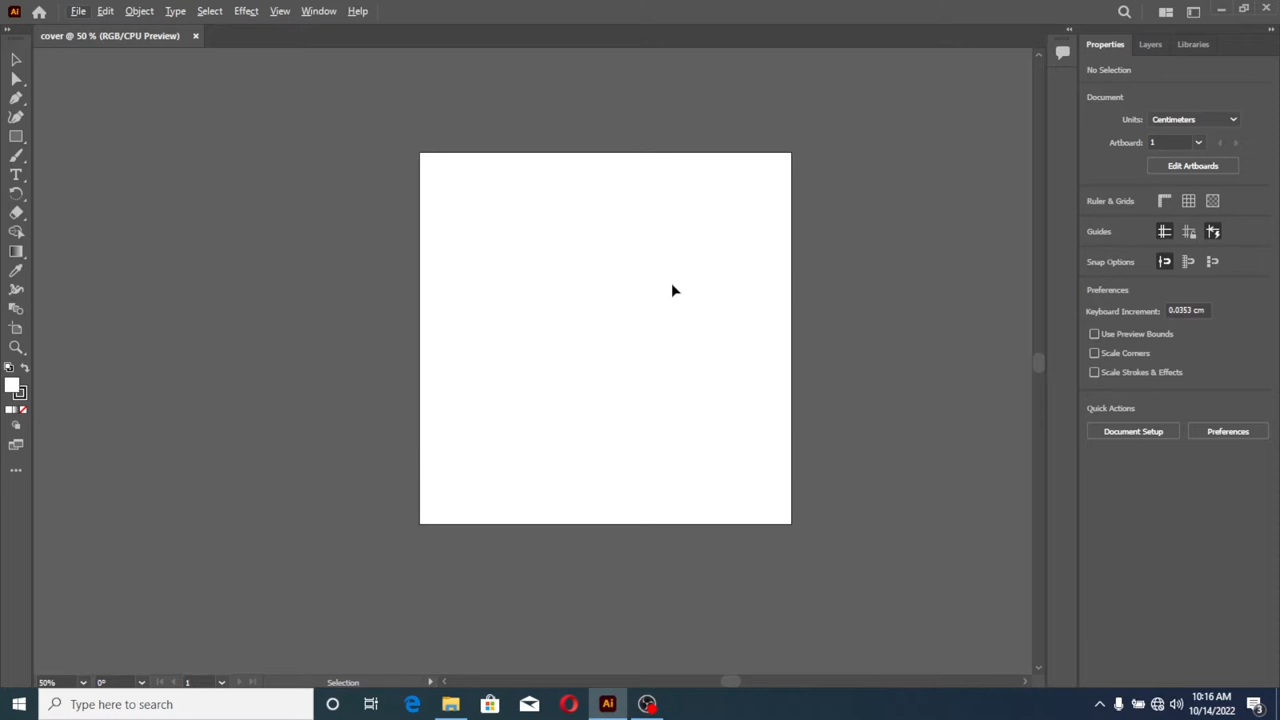 Ai File Edit Object Type Select Effect View Window Help
cover @ 50 % (RGB/CPU Preview) ×
Properties Layers Libraries
No Selection
Document
Units: Centimeters
Artboard: 1
Edit Artboards
Ruler & Grids
Guides
Snap Options
Preferences
Keyboard Increment: 0.0353 cm
Use Preview Bounds
Scale Corners
Scale Strokes & Effects
Quick Actions
Document Setup Preferences
T
50% 0° 1 Selection
Type here to search Ai 10:16 AM
10/14/2022 3